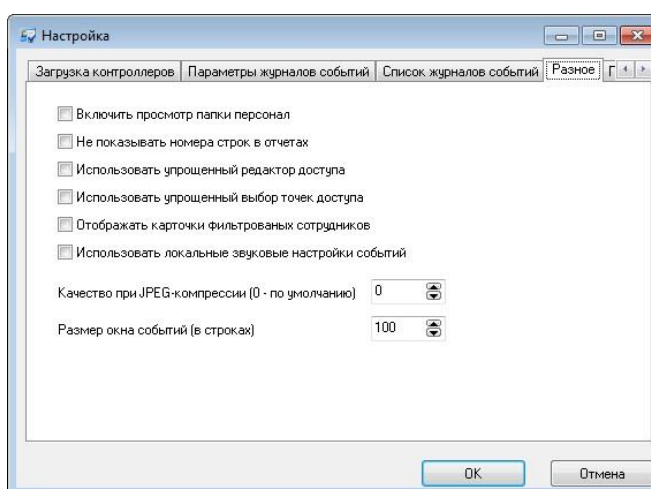 Настройка
Загрузка контроллеров Параметры журналов событий Список журналов событий Разное
Включить просмотр папки персонал
Не показывать номера строк в отчетах
Использовать упрощенный редактор доступа
Использовать упрощенный выбор точек доступа
Отображать карточки фильтрованых сотрудников
Использовать локальные звуковые настройки событий
Качество при JPEG-компрессии (0 - по умолчанию) 0
Размер окна событий (в строках) 100
OK Отмена